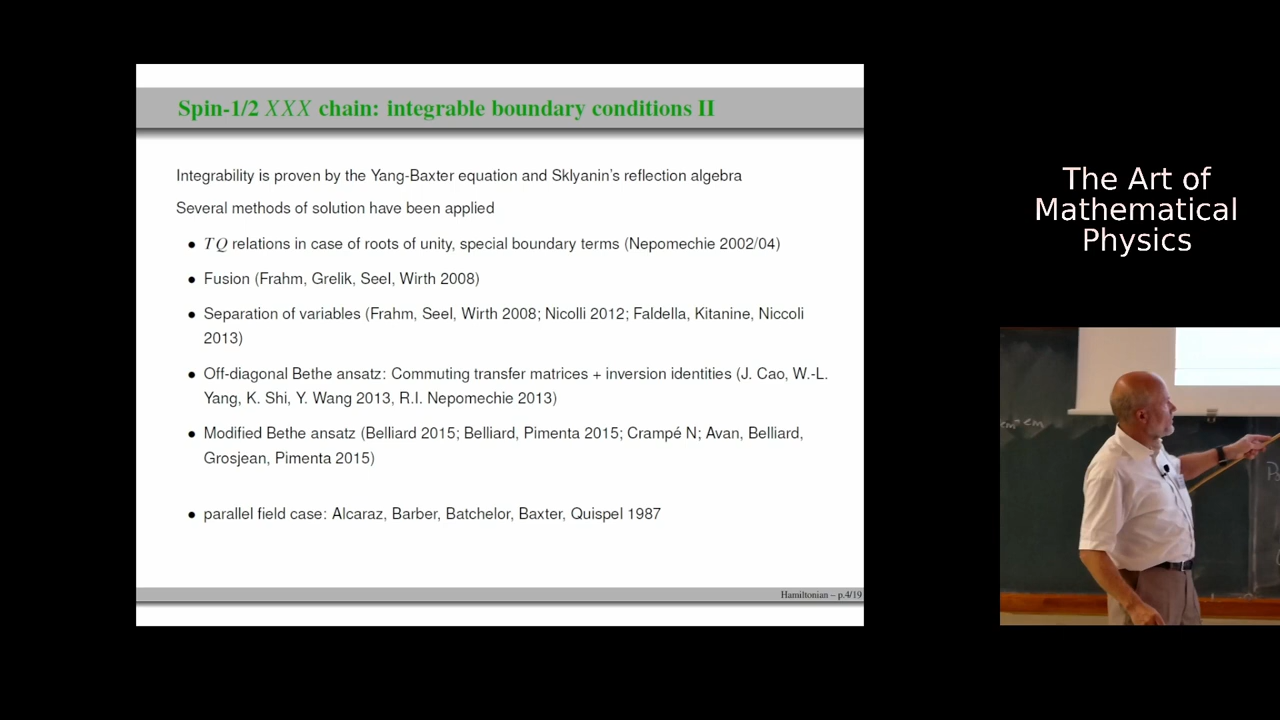 Spin-1/2 XXX chain: integrable boundary conditions II
Integrability is proven by the Yang-Baxter equation and Sklyanin's reflection algebra
Several methods of solution have been applied
• TQ relations in case of roots of unity, special boundary terms (Nepomechie 2002/04)
• Fusion (Frahm, Grelik, Seel, Wirth 2008)
• Separation of variables (Frahm, Seel, Wirth 2008; Nicolli 2012; Faldella, Kitanine, Niccoli
2013)
• Off-diagonal Bethe ansatz: Commuting transfer matrices + inversion identities (J. Cao, W.-L.
Yang, K. Shi, Y. Wang 2013, R.I. Nepomechie 2013)
• Modified Bethe ansatz (Belliard 2015; Belliard, Pimenta 2015; Crampé N; Avan, Belliard,
Grosjean, Pimenta 2015)
• parallel field case: Alcaraz, Barber, Batchelor, Baxter, Quispel 1987
Hamiltonian – p.4/19
The Art of
Mathematical
Physics